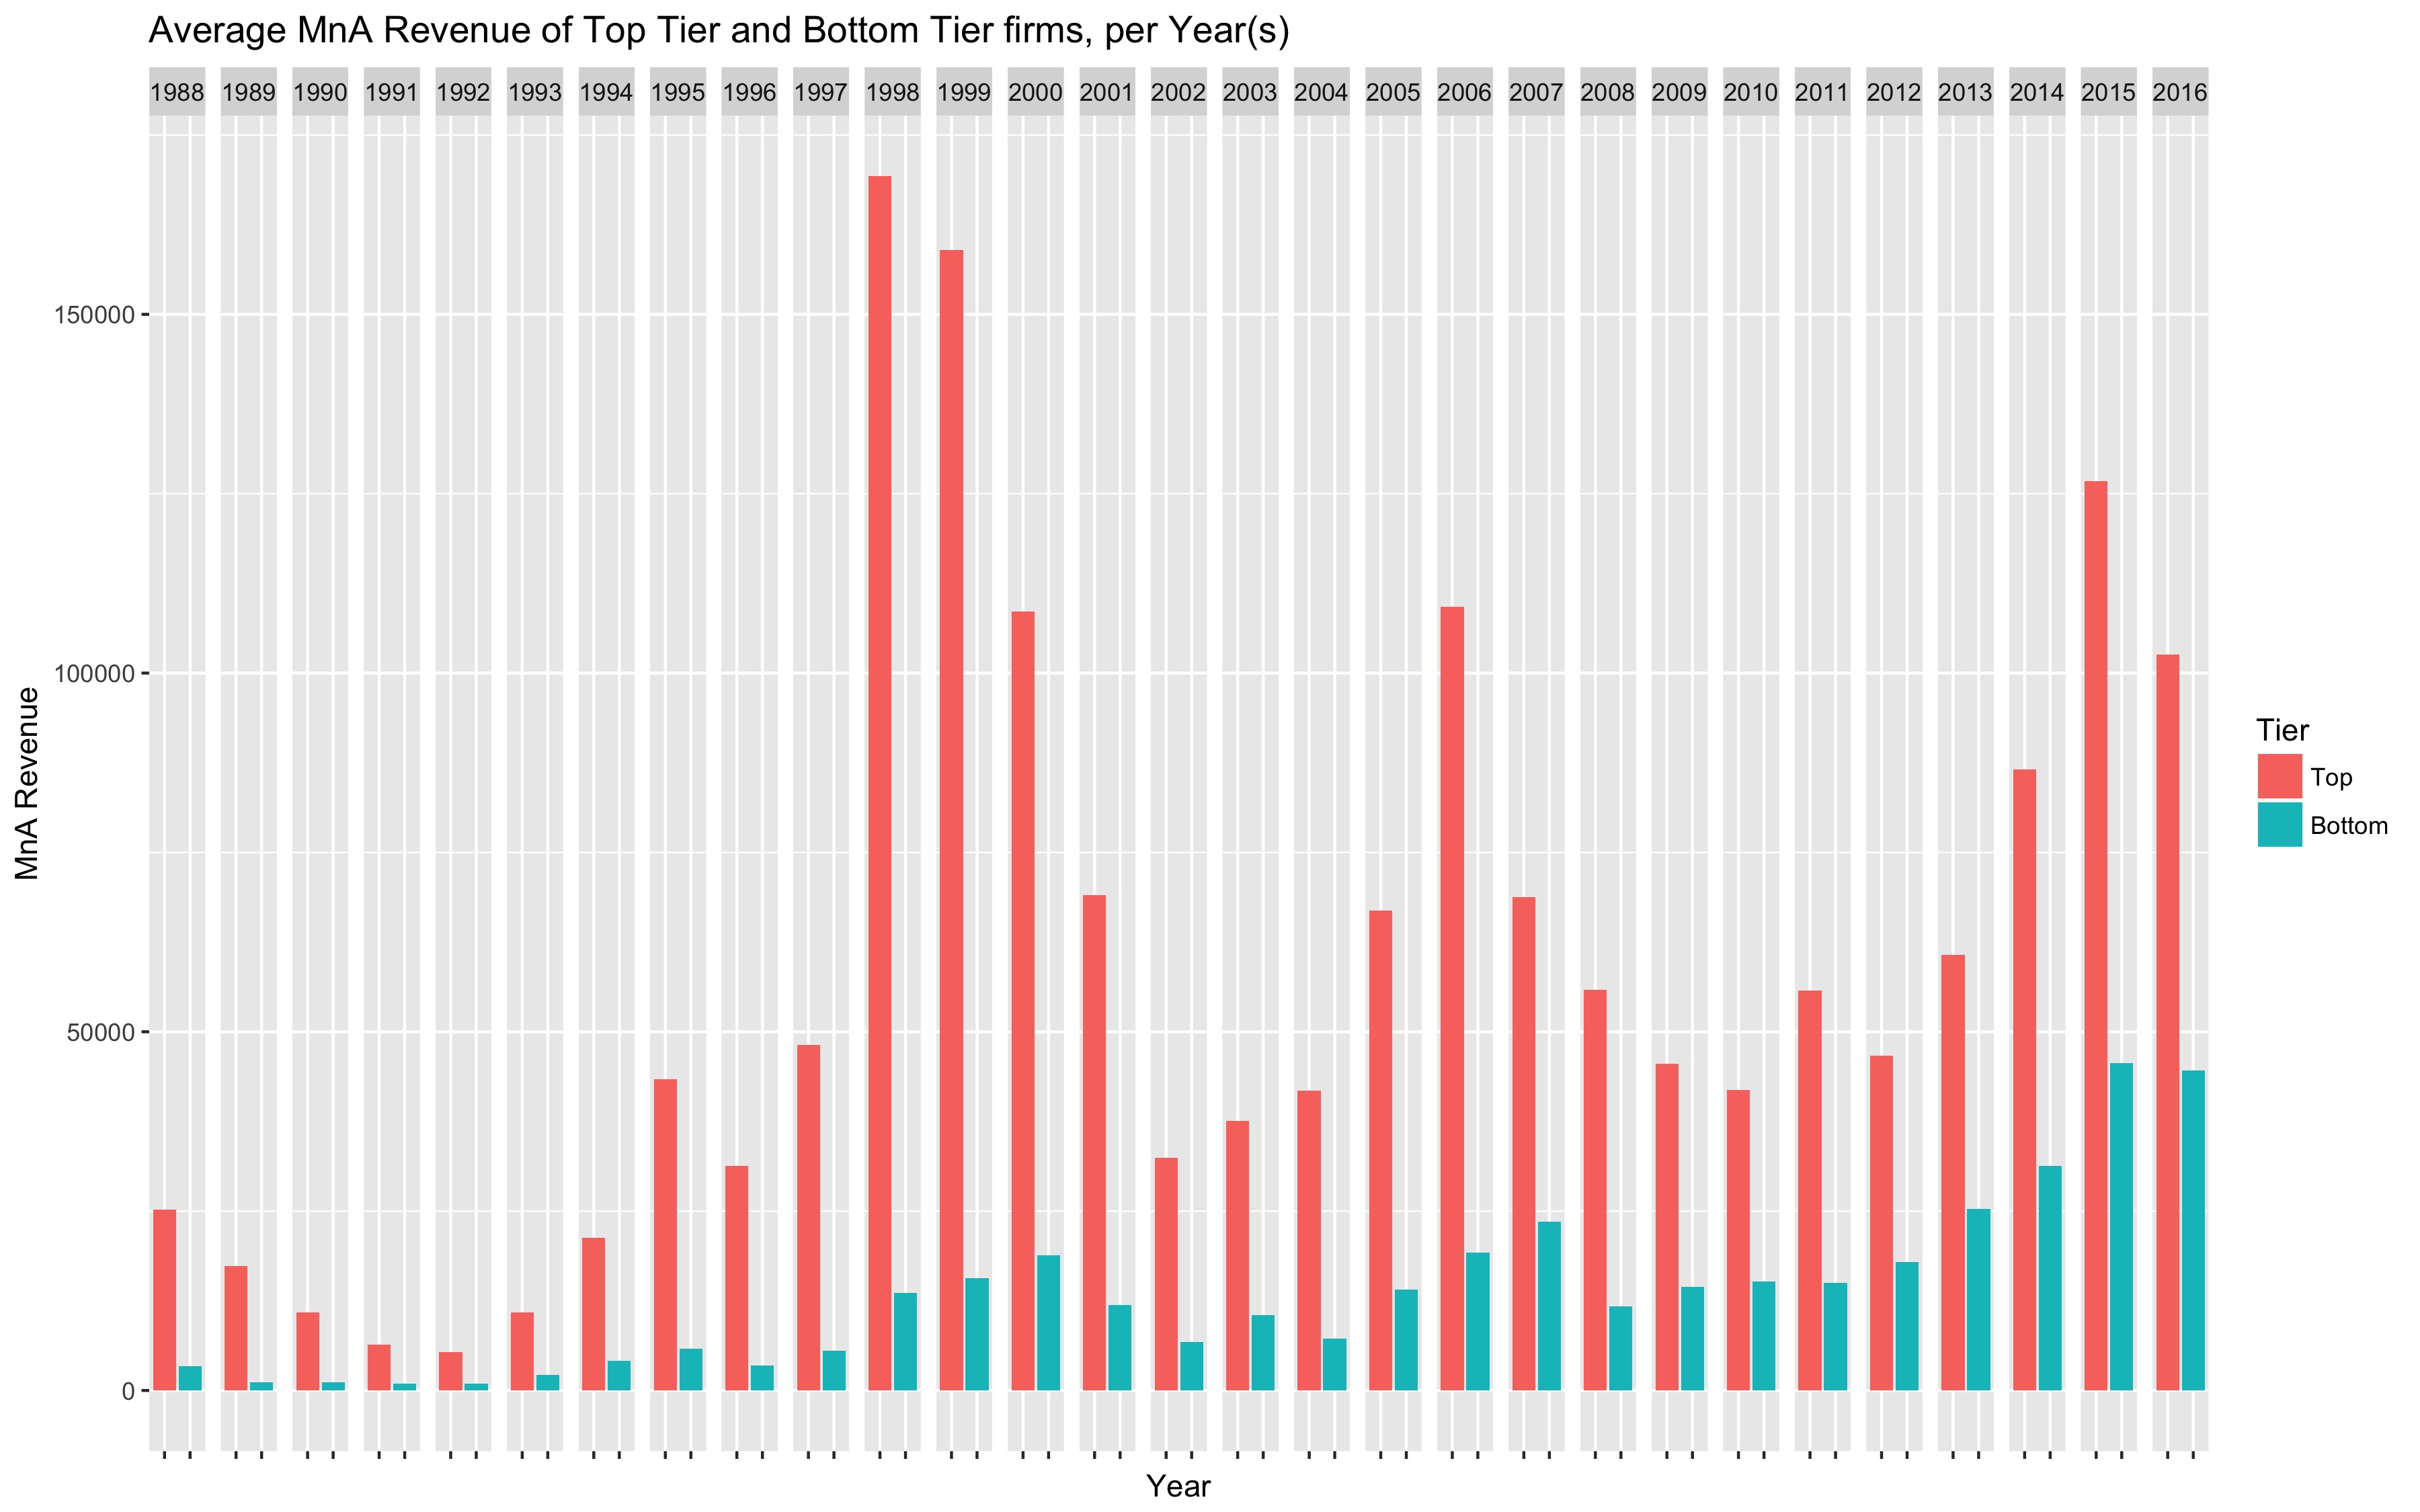 Average MnA Revenue of Top Tier and Bottom Tier firms, per Year(s)
1988 1989 1990 1991 1992 1993 1994 1995 1996 1997 1998 1999 2000 2001 2002 2003 2004 2005 2006 2007 2008 2009 2010 2011 2012 2013 2014 2015 2016
150000
100000
50000
0
MnA Revenue
Year
Tier
Top
Bottom